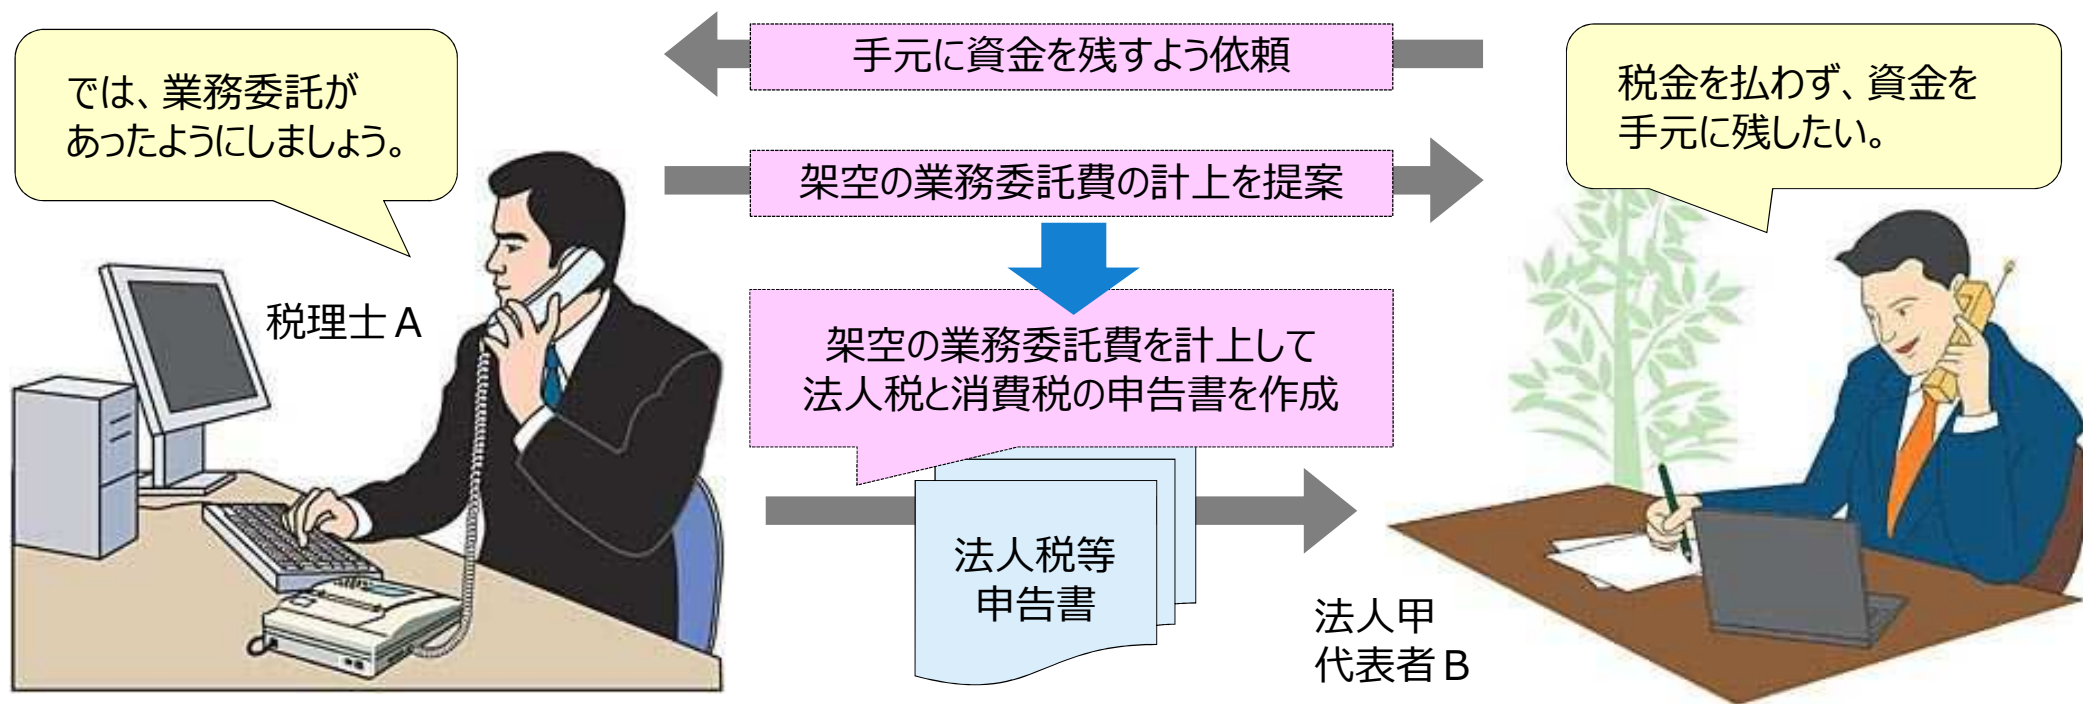 手元に資金を残すよう依頼
では、業務委託が
あったようにしましょう。
税金を払わず、資金を
手元に残したい。
架空の業務委託費の計上を提案
税理士A
架空の業務委託費を計上して
法人税と消費税の申告書を作成
法人税等
申告書
法人甲
代表者B